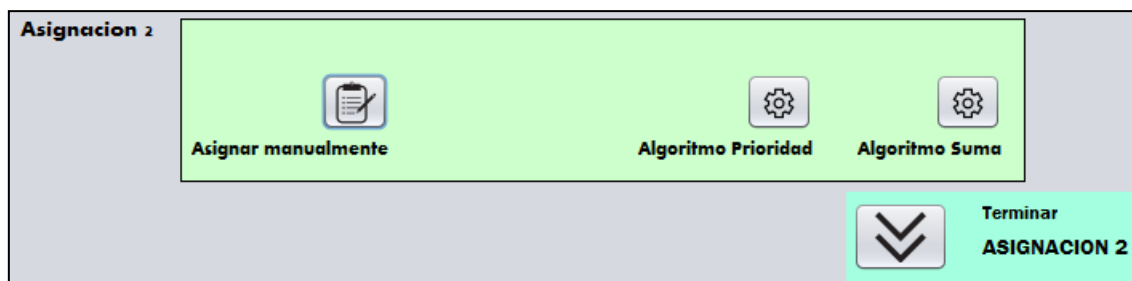 Asignacion 2
Asignar manualmente
Algoritmo Prioridad
Algoritmo Suma
Terminar
ASIGNACION 2